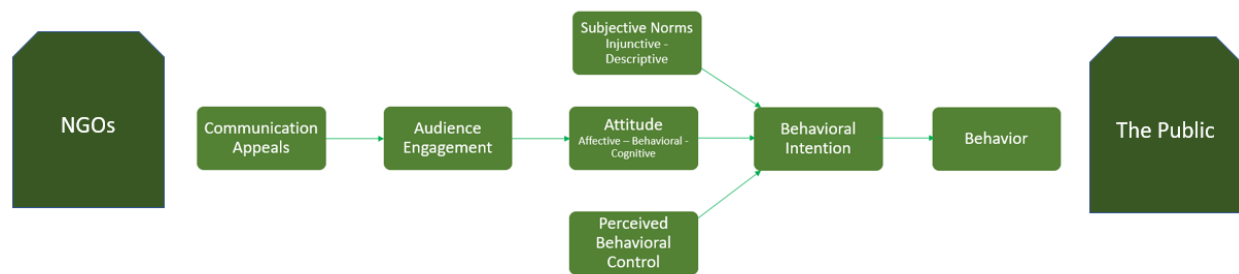 NGOs
Communication
Appeals
Audience
Engagement
Subjective Norms
Injunctive -
Descriptive
Attitude
Affective – Behavioral -
Cognitive
Perceived
Behavioral
Control
Behavioral
Intention
Behavior
The Public